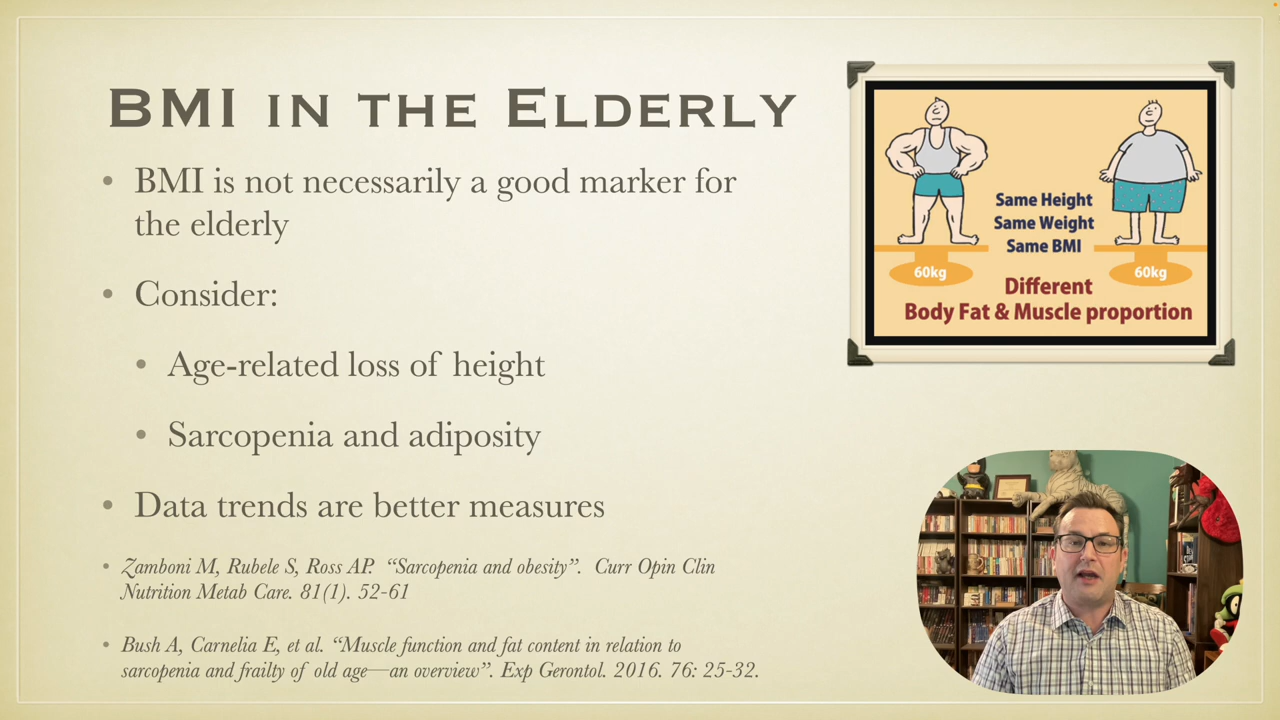 BMI in the Elderly
• BMI is not necessarily a good marker for
the elderly
• Consider:
• Age-related loss of height
• Sarcopenia and adiposity
• Data trends are better measures
• Zamboni M, Rubele S, Ross AP. “Sarcopenia and obesity”. Curr Opin Clin
Nutrition Metab Care. 81(1). 52-61
• Bush A, Carnelia E, et al. “Muscle function and fat content in relation to
sarcopenia and frailty of old age—an overview”. Exp Gerontol. 2016. 76: 25-32.
Same Height
Same Weight
Same BMI
60kg
60kg
Different
Body Fat & Muscle proportion